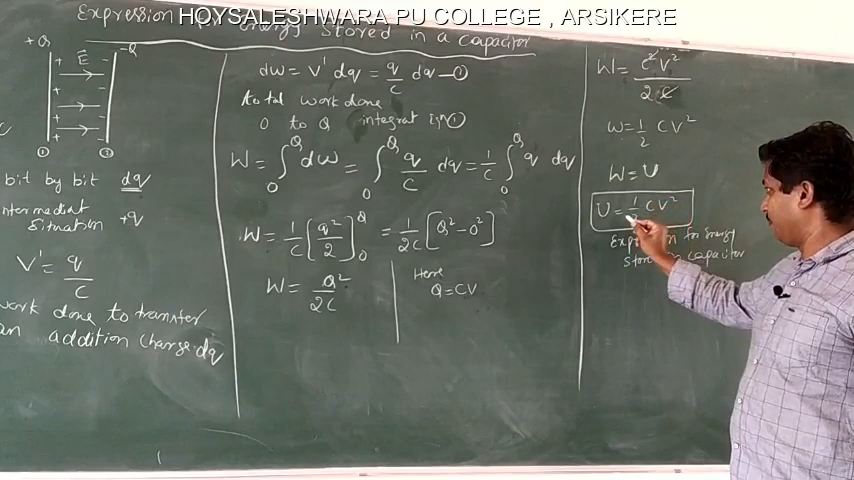 HOYSALESHWARA PU COLLEGE , ARSIKERE
Expression Energy Stored in a capacitor
+Q -Q
E⃗
① ②
bit by bit dq
intermediat
situation +q
V' = q/C
work done to transfer
an addition charge dq
dw = V' dq = q/C dq — ①
total work done
0 to Q integrat eqn ①
W = ∫₀^Q dW = ∫₀^Q q/C dq = 1/C ∫₀^Q q dq
W = 1/C [q²/2]₀^Q = 1/2C [Q² − 0²]
W = Q²/2C
Here
Q = CV
W = C²V²/2C
W = 1/2 CV²
W = U
U = 1/2 CV²
for Energy
capacitor